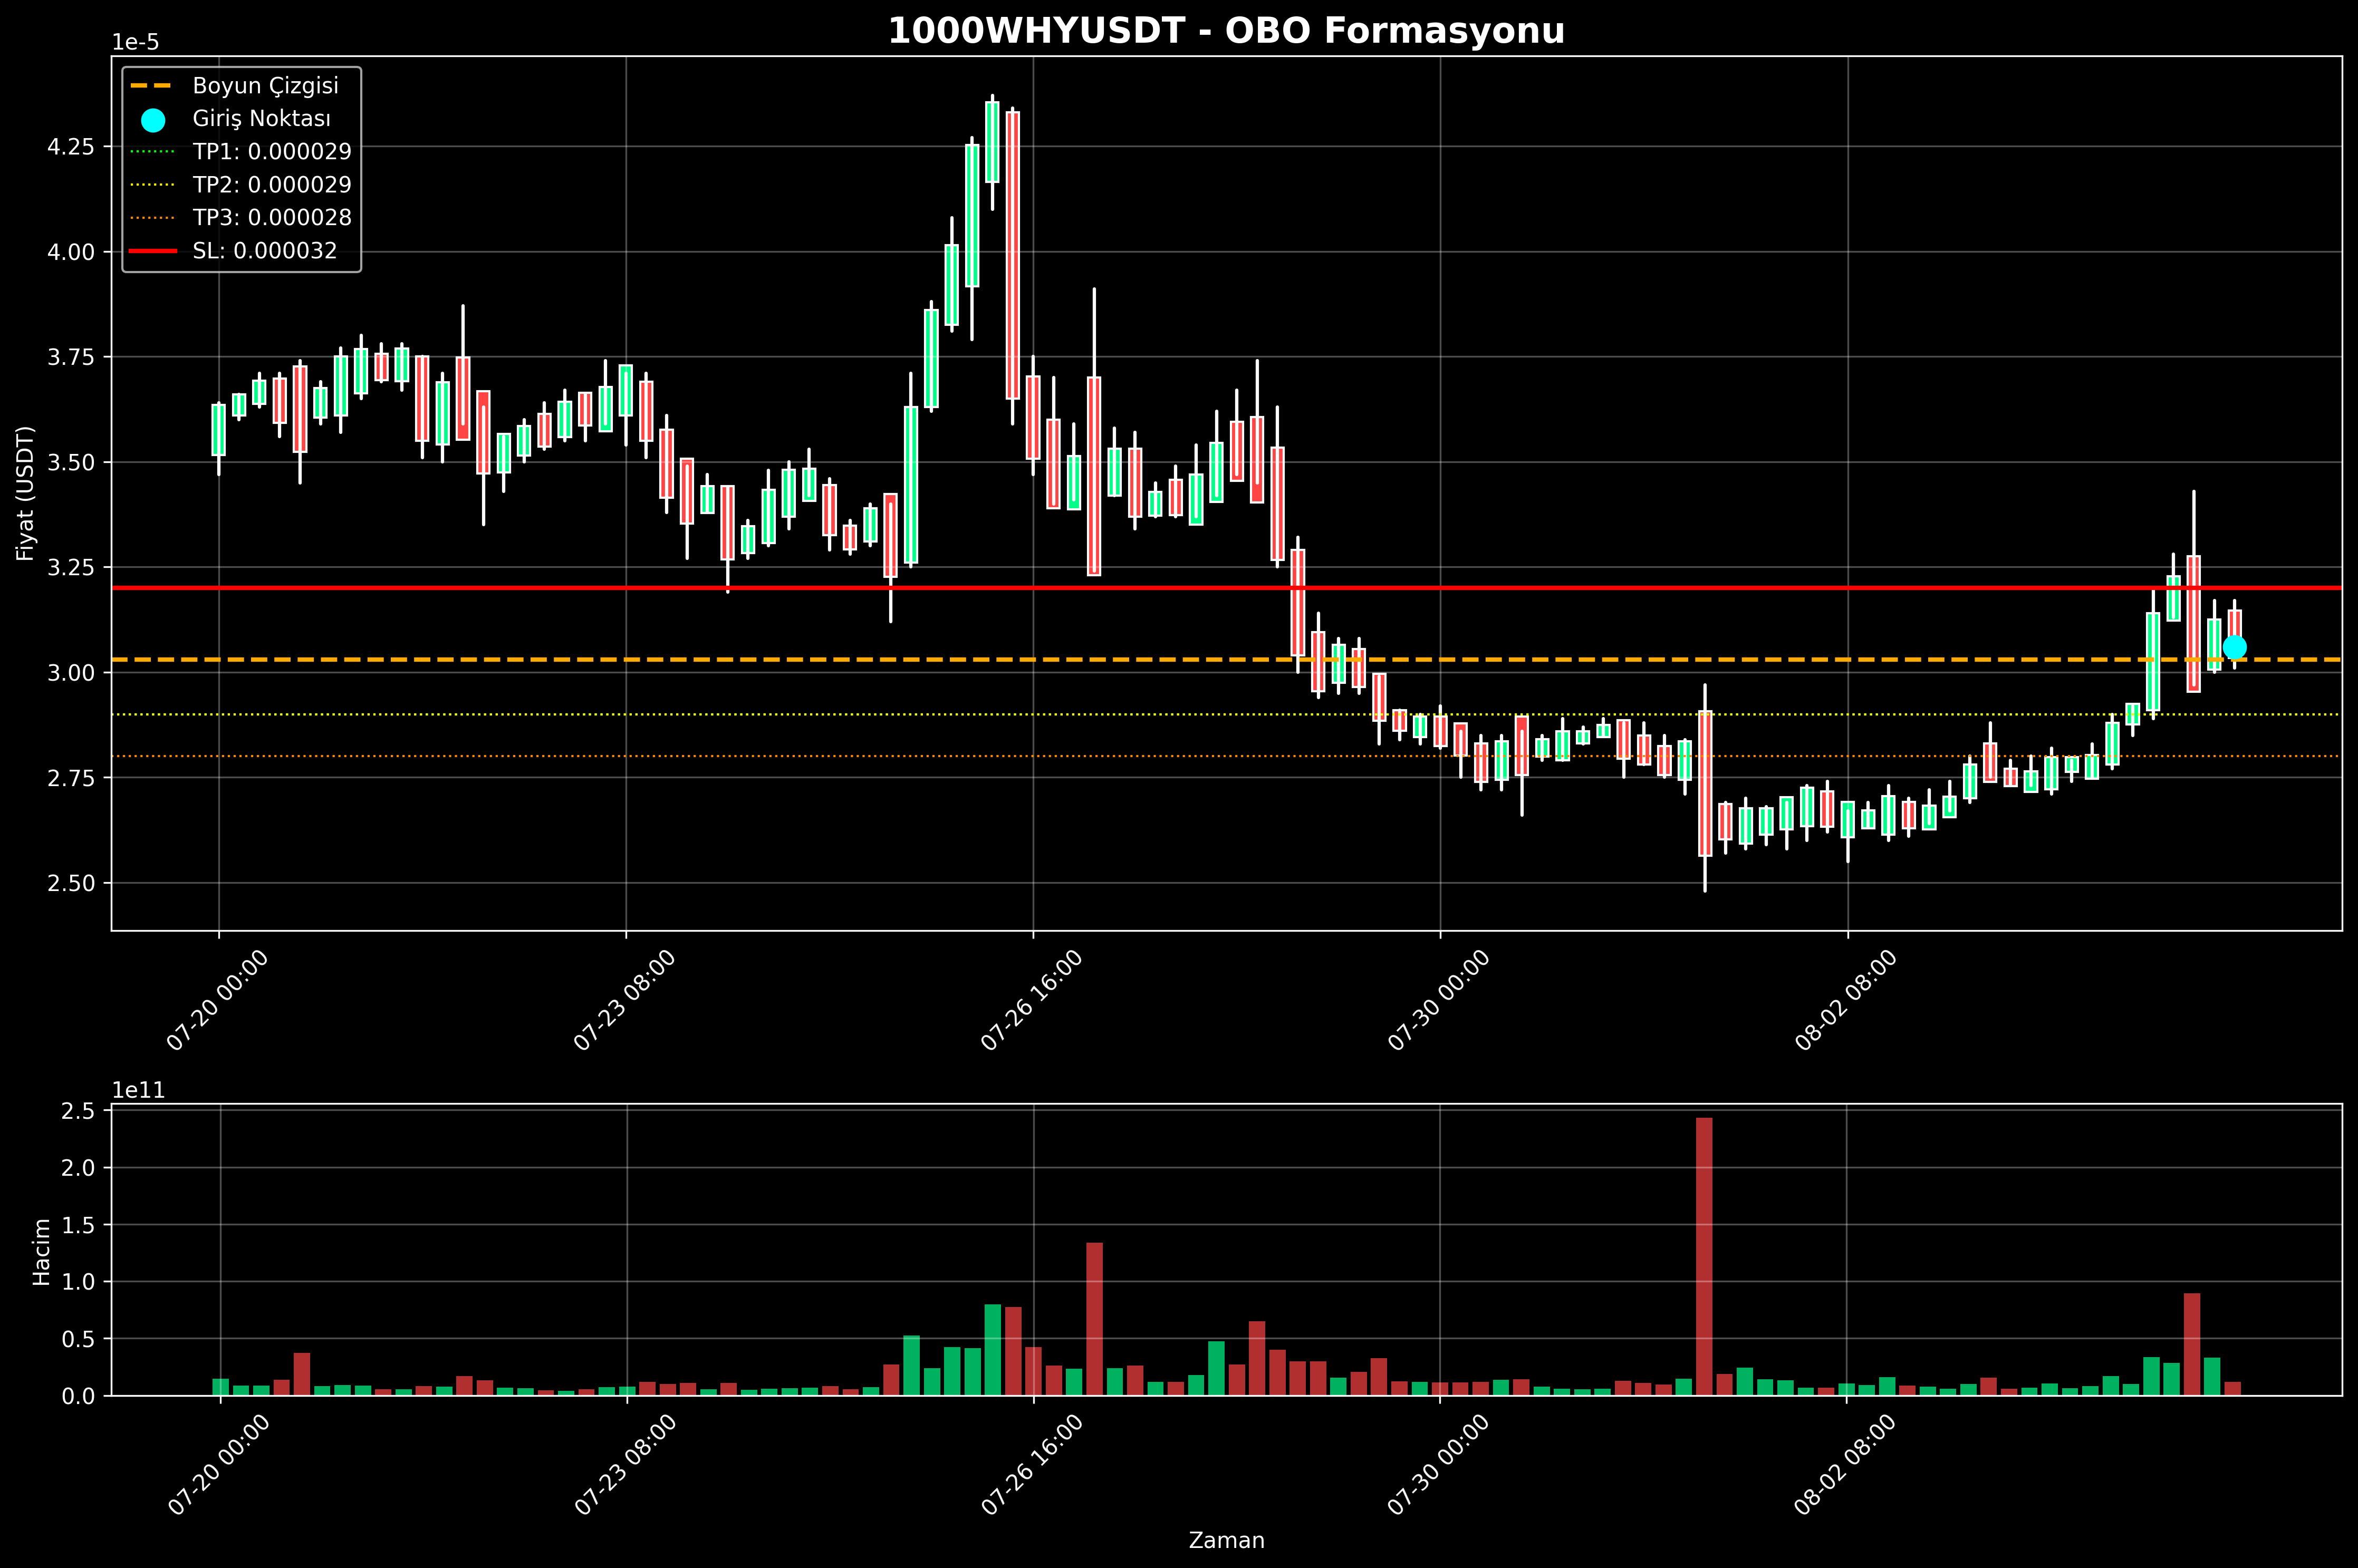 1000WHYUSDT - OBO Formasyonu
1e-5
Boyun Çizgisi
Giriş Noktası
TP1: 0.000029
TP2: 0.000029
TP3: 0.000028
SL: 0.000032
4.25
4.00
3.75
3.50
3.25
3.00
2.75
2.50
Fiyat (USDT)
07-20 00:00
07-23 08:00
07-26 16:00
07-30 00:00
08-02 08:00
1e11
2.5
2.0
1.5
1.0
0.5
0.0
Hacim
07-20 00:00
07-23 08:00
07-26 16:00
07-30 00:00
08-02 08:00
Zaman